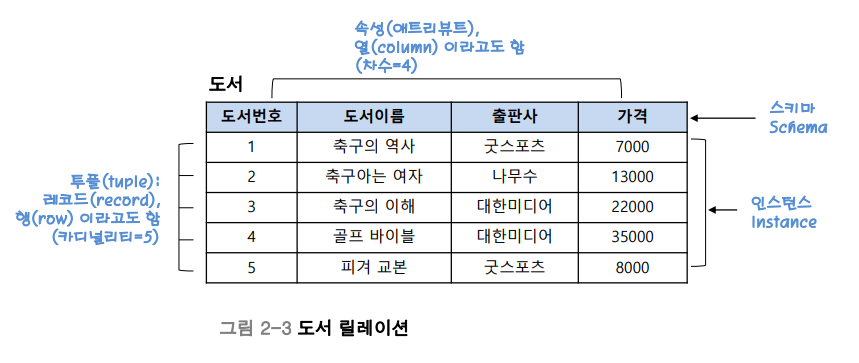 속성(애트리뷰트),
열(column) 이라고도 함
(차수=4)
도서
도서번호 도서이름 출판사 가격
1 축구의 역사 굿스포츠 7000
2 축구아는 여자 나무수 13000
3 축구의 이해 대한미디어 22000
4 골프 바이블 대한미디어 35000
5 피겨 교본 굿스포츠 8000
스키마
Schema
투플(tuple):
레코드(record),
행(row) 이라고도 함
(카디널리티=5)
인스턴스
Instance
그림 2-3 도서 릴레이션